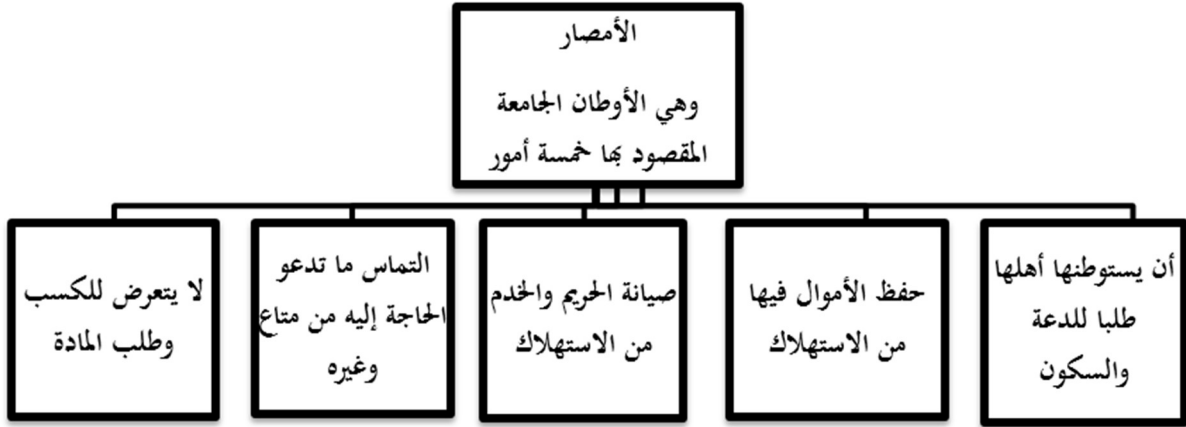 الأمصار
وهي الأوطان الجامعة
المقصود بها خمسة أمور
أن يستوطنها أهلها
طلبا للدعة
والسكون
حفظ الأموال فيها
من الاستهلاك
صيانة الحريم والخدم
من الاستهلاك
التماس ما تدعو
الحاجة إليه من متاع
وغيره
لا يتعرض للكسب
وطلب المادة